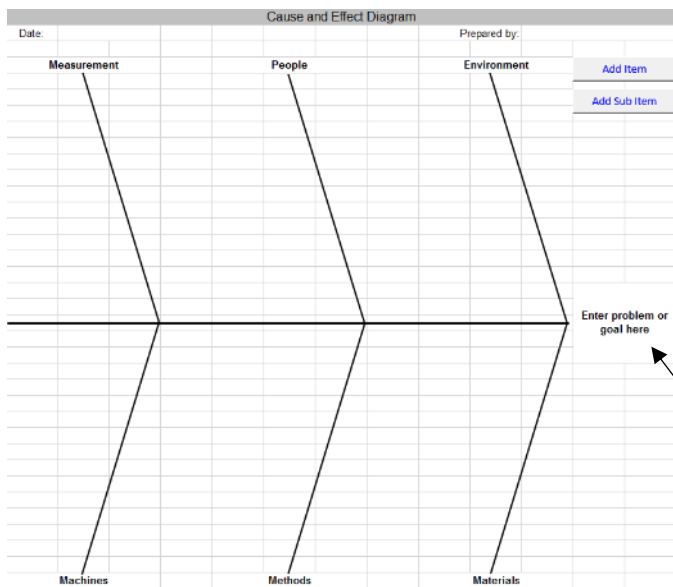 Cause and Effect Diagram
Date:
Prepared by:
Measurement
People
Environment
Add Item
Add Sub Item
Enter problem or
goal here
Machines
Methods
Materials